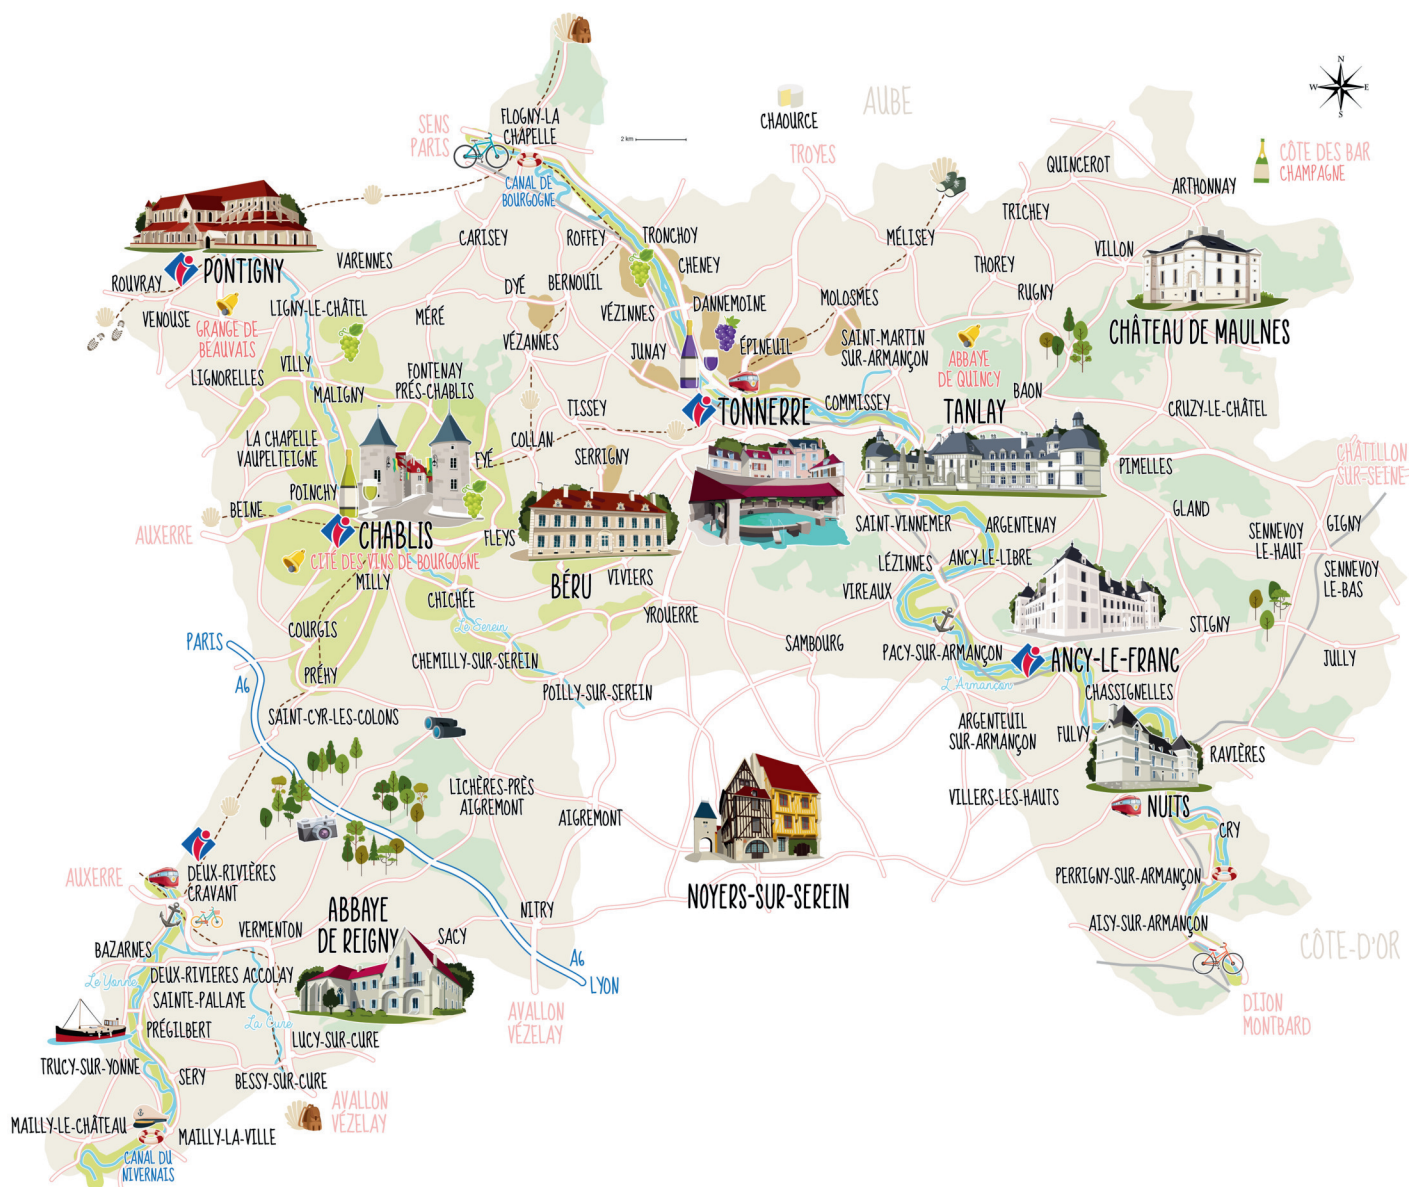 N
W
E
S
AUBE
CHAOURCE
TROYES
CÔTE DES BAR
CHAMPAGNE
SENS
PARIS
FLOGNY-LA
CHAPELLE
2 km
CANAL DE
BOURGOGNE
QUINCEROT
ARTHONNAY
TRICHEY
VILLON
MÉLISEY
THOREY
RUGNY
CARISEY
ROFFEY
TRONCHOY
CHENEY
VARENNES
PONTIGNY
ROUVRAY
VENOUSE
GRANGE DE
BEAUVAIS
LIGNY-LE-CHÂTEL
MÉRÉ
DYÉ
BERNOUIL
VÉZINNES
DANNEMOINE
MOLOSMES
VÉZANNES
JUNAY
ÉPINEUIL
SAINT-MARTIN
SUR-ARMANÇON
ABBAYE
DE QUINCY
CHÂTEAU DE MAULNES
LIGNORELLES
VILLY
MALIGNY
FONTENAY
PRÉS-CHABLIS
TISSEY
TONNERRE
COMMISSEY
TANLAY
BAON
CRUZY-LE-CHÂTEL
LA CHAPELLE
VAUPELTEIGNE
FYÉ
COLLAN
SERRIGNY
PIMELLES
CHÂTILLON
SUR-SEINE
POINCHY
BEINE
AUXERRE
CHABLIS
CITÉ DES VINS DE BOURGOGNE
FLEYS
GLAND
SAINT-VINNEMER
ARGENTENAY
SENNEVOY
LE-HAUT
GIGNY
SENNEVOY
LE-BAS
LÉZINNES
ANCY-LE-LIBRE
VIREAUX
MILLY
CHICHÉE
BÉRU
VIVIERS
YROUERRE
Le Serein
COURGIS
CHEMILLY-SUR-SEREIN
SAMBOURG
PACY-SUR-ARMANÇON
STIGNY
JULLY
ANCY-LE-FRANC
L'Armançon
CHASSIGNELLES
PARIS
A6
PRÉHY
POILLY-SUR-SEREIN
SAINT-CYR-LES-COLONS
ARGENTEUIL
SUR-ARMANÇON
FULVY
RAVIÈRES
LICHÈRES-PRÈS
AIGREMONT
AIGREMONT
VILLERS-LES-HAUTS
NUITS
CRY
NOYERS-SUR-SEREIN
PERRIGNY-SUR-ARMANÇON
AISY-SUR-ARMANÇON
CÔTE-D'OR
DIJON
MONTBARD
AUXERRE
DEUX-RIVIÈRES
CRAVANT
ABBAYE
DE REIGNY
NITRY
VERMENTON
SACY
BAZARNES
A6
LYON
Le Yonne
DEUX-RIVIERES ACCOLAY
SAINTE-PALLAYE
La Cure
PRÉGILBERT
LUCY-SUR-CURE
AVALLON
VÉZELAY
TRUCY-SUR-YONNE
SERY
BESSY-SUR-CURE
AVALLON
VÉZELAY
MAILLY-LE-CHÂTEAU
MAILLY-LA-VILLE
CANAL DU
NIVERNAIS